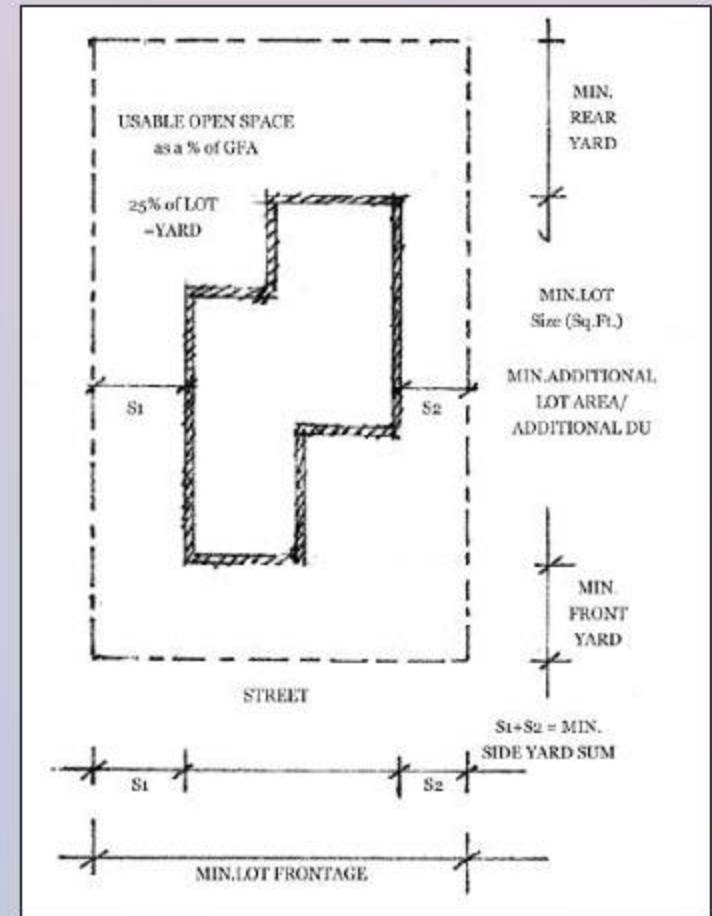 MIN.
REAR
YARD
USABLE OPEN SPACE
as a % of GFA
25% of LOT
=YARD
MIN.LOT
Size (Sq.Ft.)
MIN.ADDITIONAL
LOT AREA/
ADDITIONAL DU
S1
S2
MIN.
FRONT
YARD
STREET
S1+S2 = MIN.
SIDE YARD SUM
S1
S2
MIN.LOT FRONTAGE